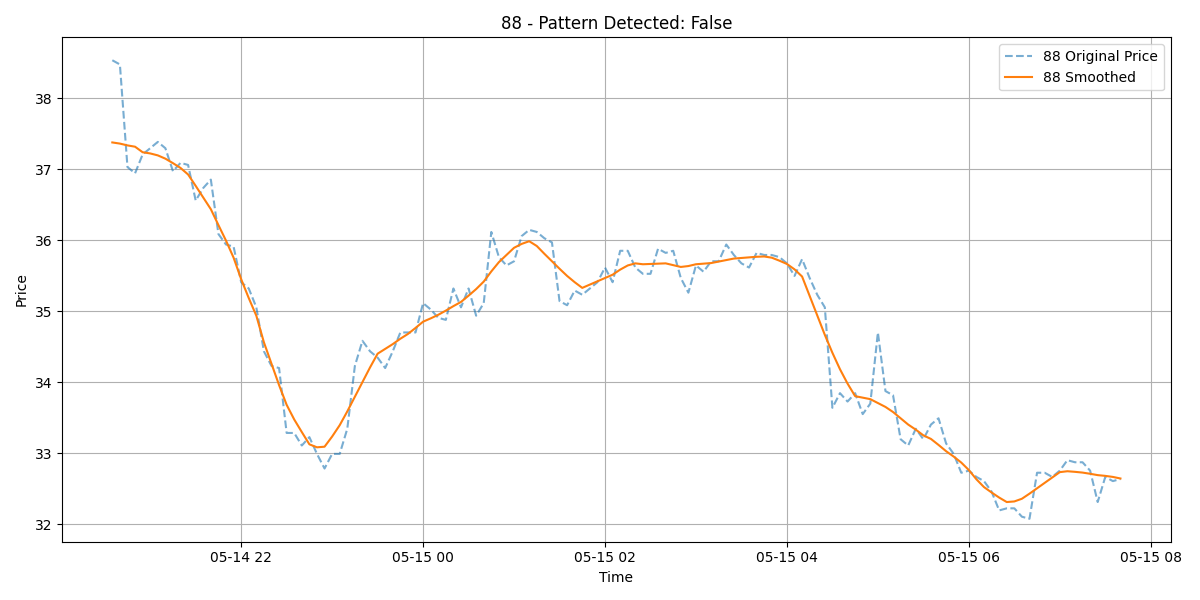 88 - Pattern Detected: False
88 Original Price
88 Smoothed
38
37
36
35
34
33
32
Price
05-14 22
05-15 00
05-15 02
05-15 04
05-15 06
05-15 08
Time